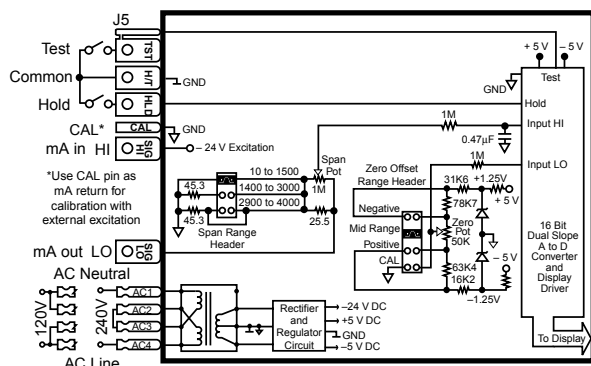 J5
Test
TST
Common
H/T
GND
Hold
HLD
CAL*
CAL
GND
mA in HI
SIG HI
– 24 V Excitation
*Use CAL pin as
mA return for
calibration with
external excitation
mA out LO
SIG LO
45.3
45.3
10 to 1500
1400 to 3000
2900 to 4000
Span Range
Header
Span
Pot
1M
25.5
Zero Offset
Range Header
Negative
Mid Range
Positive
CAL
31K6
+1.25V
78K7
+ 5 V
Zero
Pot
50K
63K4
16K2
– 5 V
–1.25V
1M
0.47µF
1M
+ 5 V
– 5 V
GND
Test
Hold
Input HI
Input LO
16 Bit
Dual Slope
A to D
Converter
and
Display
Driver
To Display
AC Neutral
120V
240V
AC1
AC2
AC3
AC4
AC Line
Rectifier
and
Regulator
Circuit
–24 V DC
+5 V DC
GND
–5 V DC